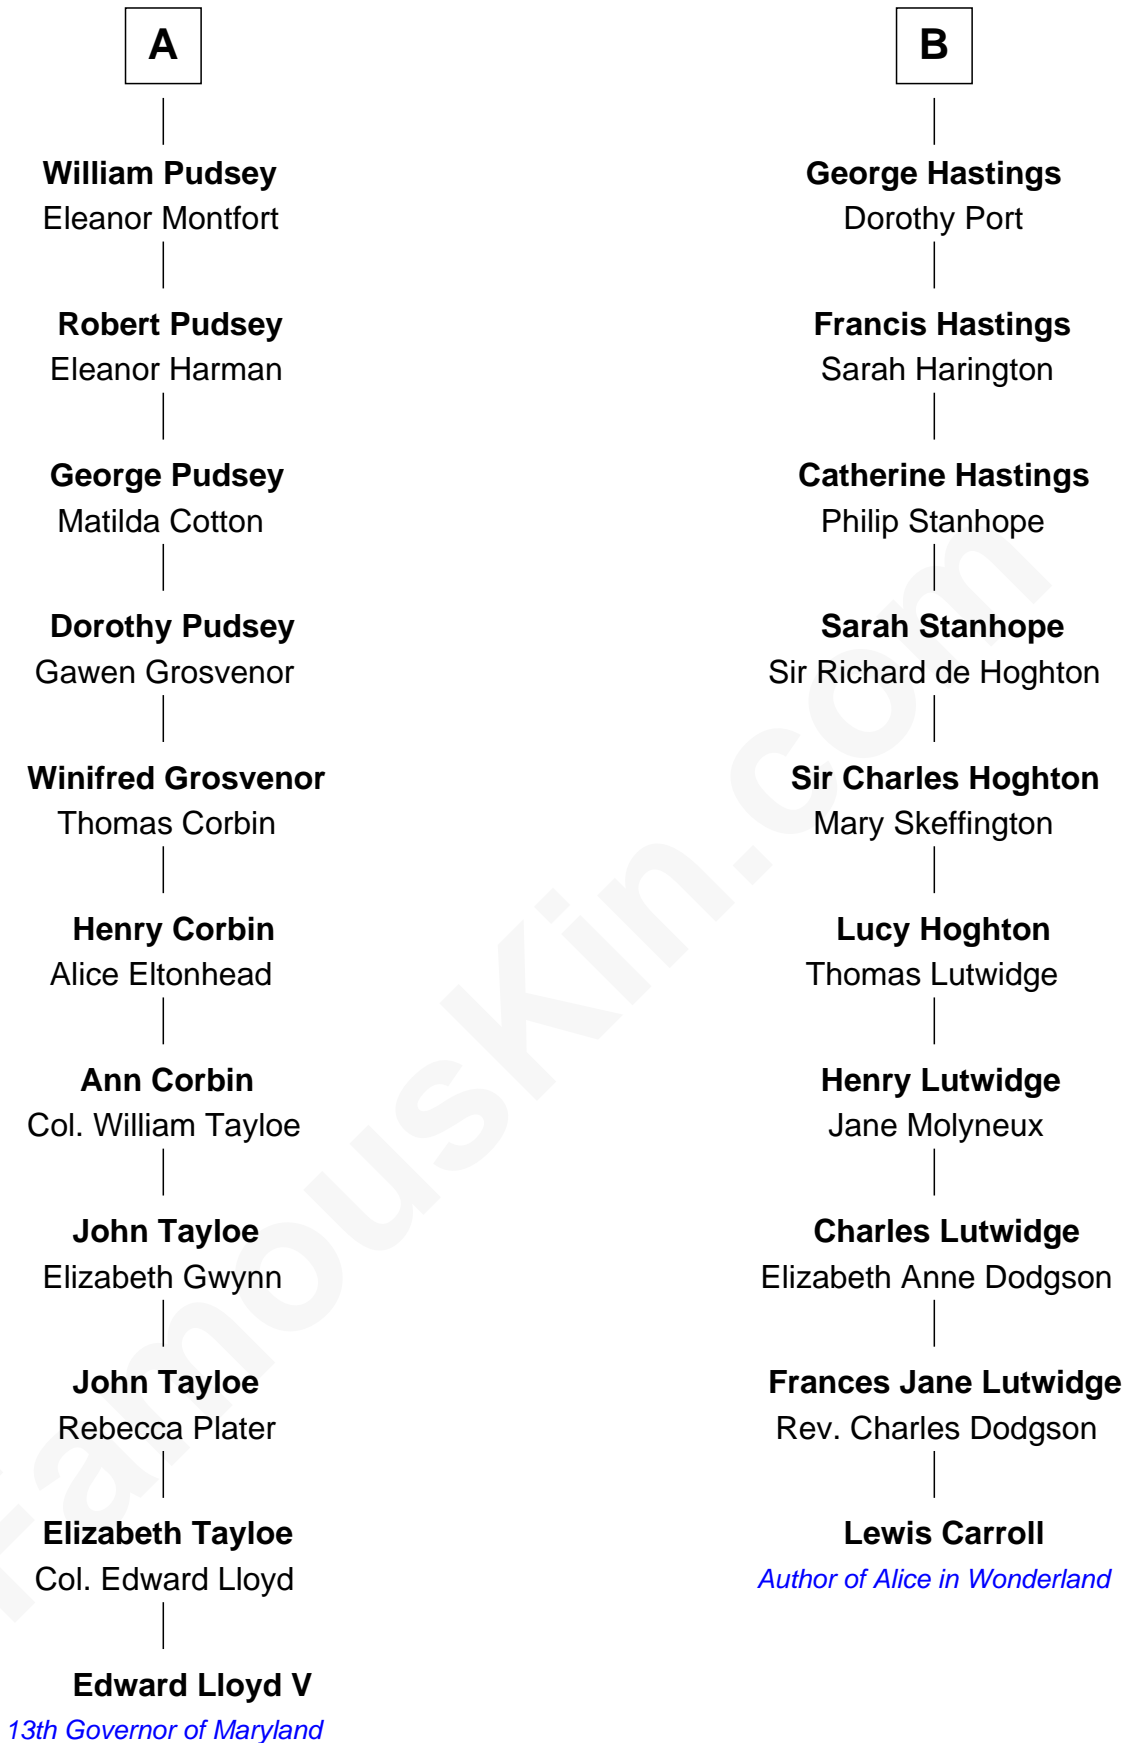 A
William Pudsey
Eleanor Montfort
Robert Pudsey
Eleanor Harman
George Pudsey
Matilda Cotton
Dorothy Pudsey
Gawen Grosvenor
Winifred Grosvenor
Thomas Corbin
Henry Corbin
Alice Eltonhead
Ann Corbin
Col. William Tayloe
John Tayloe
Elizabeth Gwynn
John Tayloe
Rebecca Plater
Elizabeth Tayloe
Col. Edward Lloyd
Edward Lloyd V
13th Governor of Maryland
B
George Hastings
Dorothy Port
Francis Hastings
Sarah Harington
Catherine Hastings
Philip Stanhope
Sarah Stanhope
Sir Richard de Hoghton
Sir Charles Hoghton
Mary Skeffington
Lucy Hoghton
Thomas Lutwidge
Henry Lutwidge
Jane Molyneux
Charles Lutwidge
Elizabeth Anne Dodgson
Frances Jane Lutwidge
Rev. Charles Dodgson
Lewis Carroll
Author of Alice in Wonderland
FamousKin.com